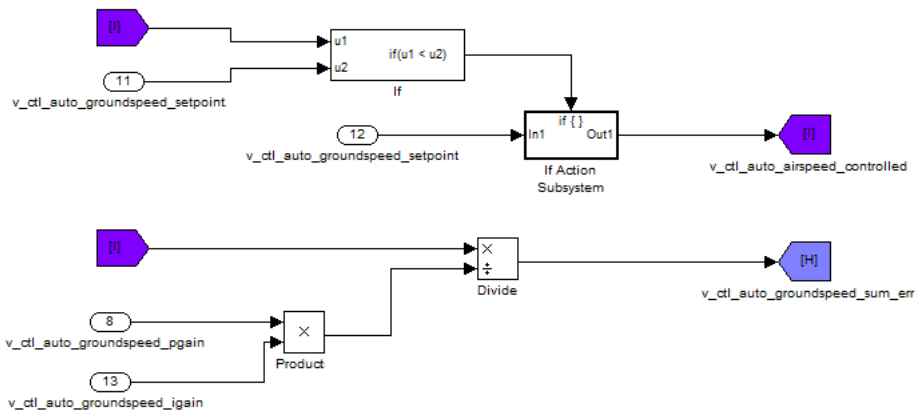 [I]
u1
u2
if(u1 < u2)
If
11
v_ctl_auto_groundspeed_setpoint
12
v_ctl_auto_groundspeed_setpoint
if { }
In1
Out1
If Action
Subsystem
[I]
v_ctl_auto_airspeed_controlled
[I]
×
÷
Divide
[H]
v_ctl_auto_groundspeed_sum_err
8
v_ctl_auto_groundspeed_pgain
×
Product
13
v_ctl_auto_groundspeed_igain